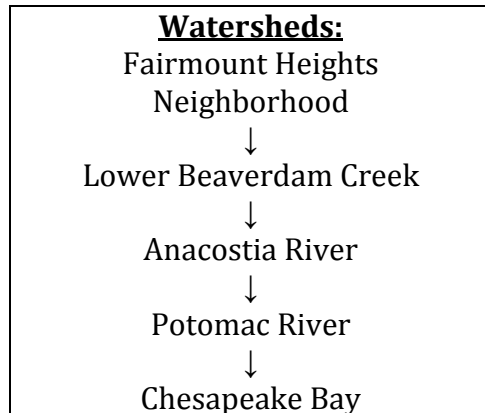 Watersheds:
Fairmount Heights
Neighborhood
↓
Lower Beaverdam Creek
↓
Anacostia River
↓
Potomac River
↓
Chesapeake Bay